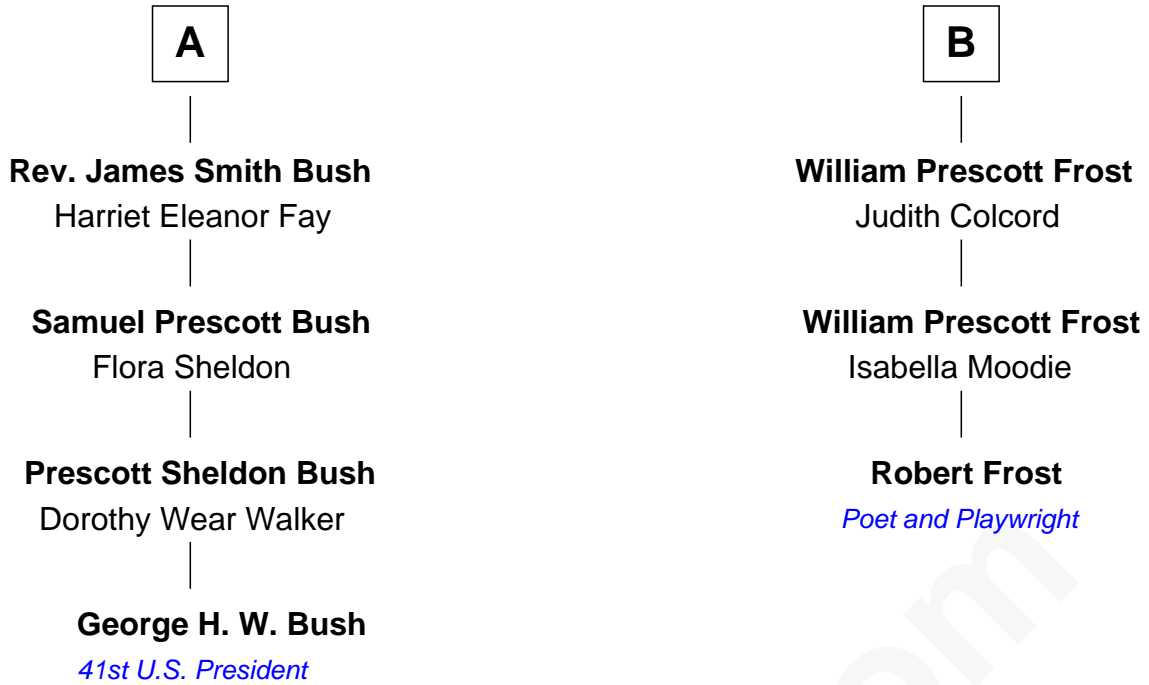 A
Rev. James Smith Bush
Harriet Eleanor Fay
Samuel Prescott Bush
Flora Sheldon
Prescott Sheldon Bush
Dorothy Wear Walker
George H. W. Bush
41st U.S. President
B
William Prescott Frost
Judith Colcord
William Prescott Frost
Isabella Moodie
Robert Frost
Poet and Playwright
om